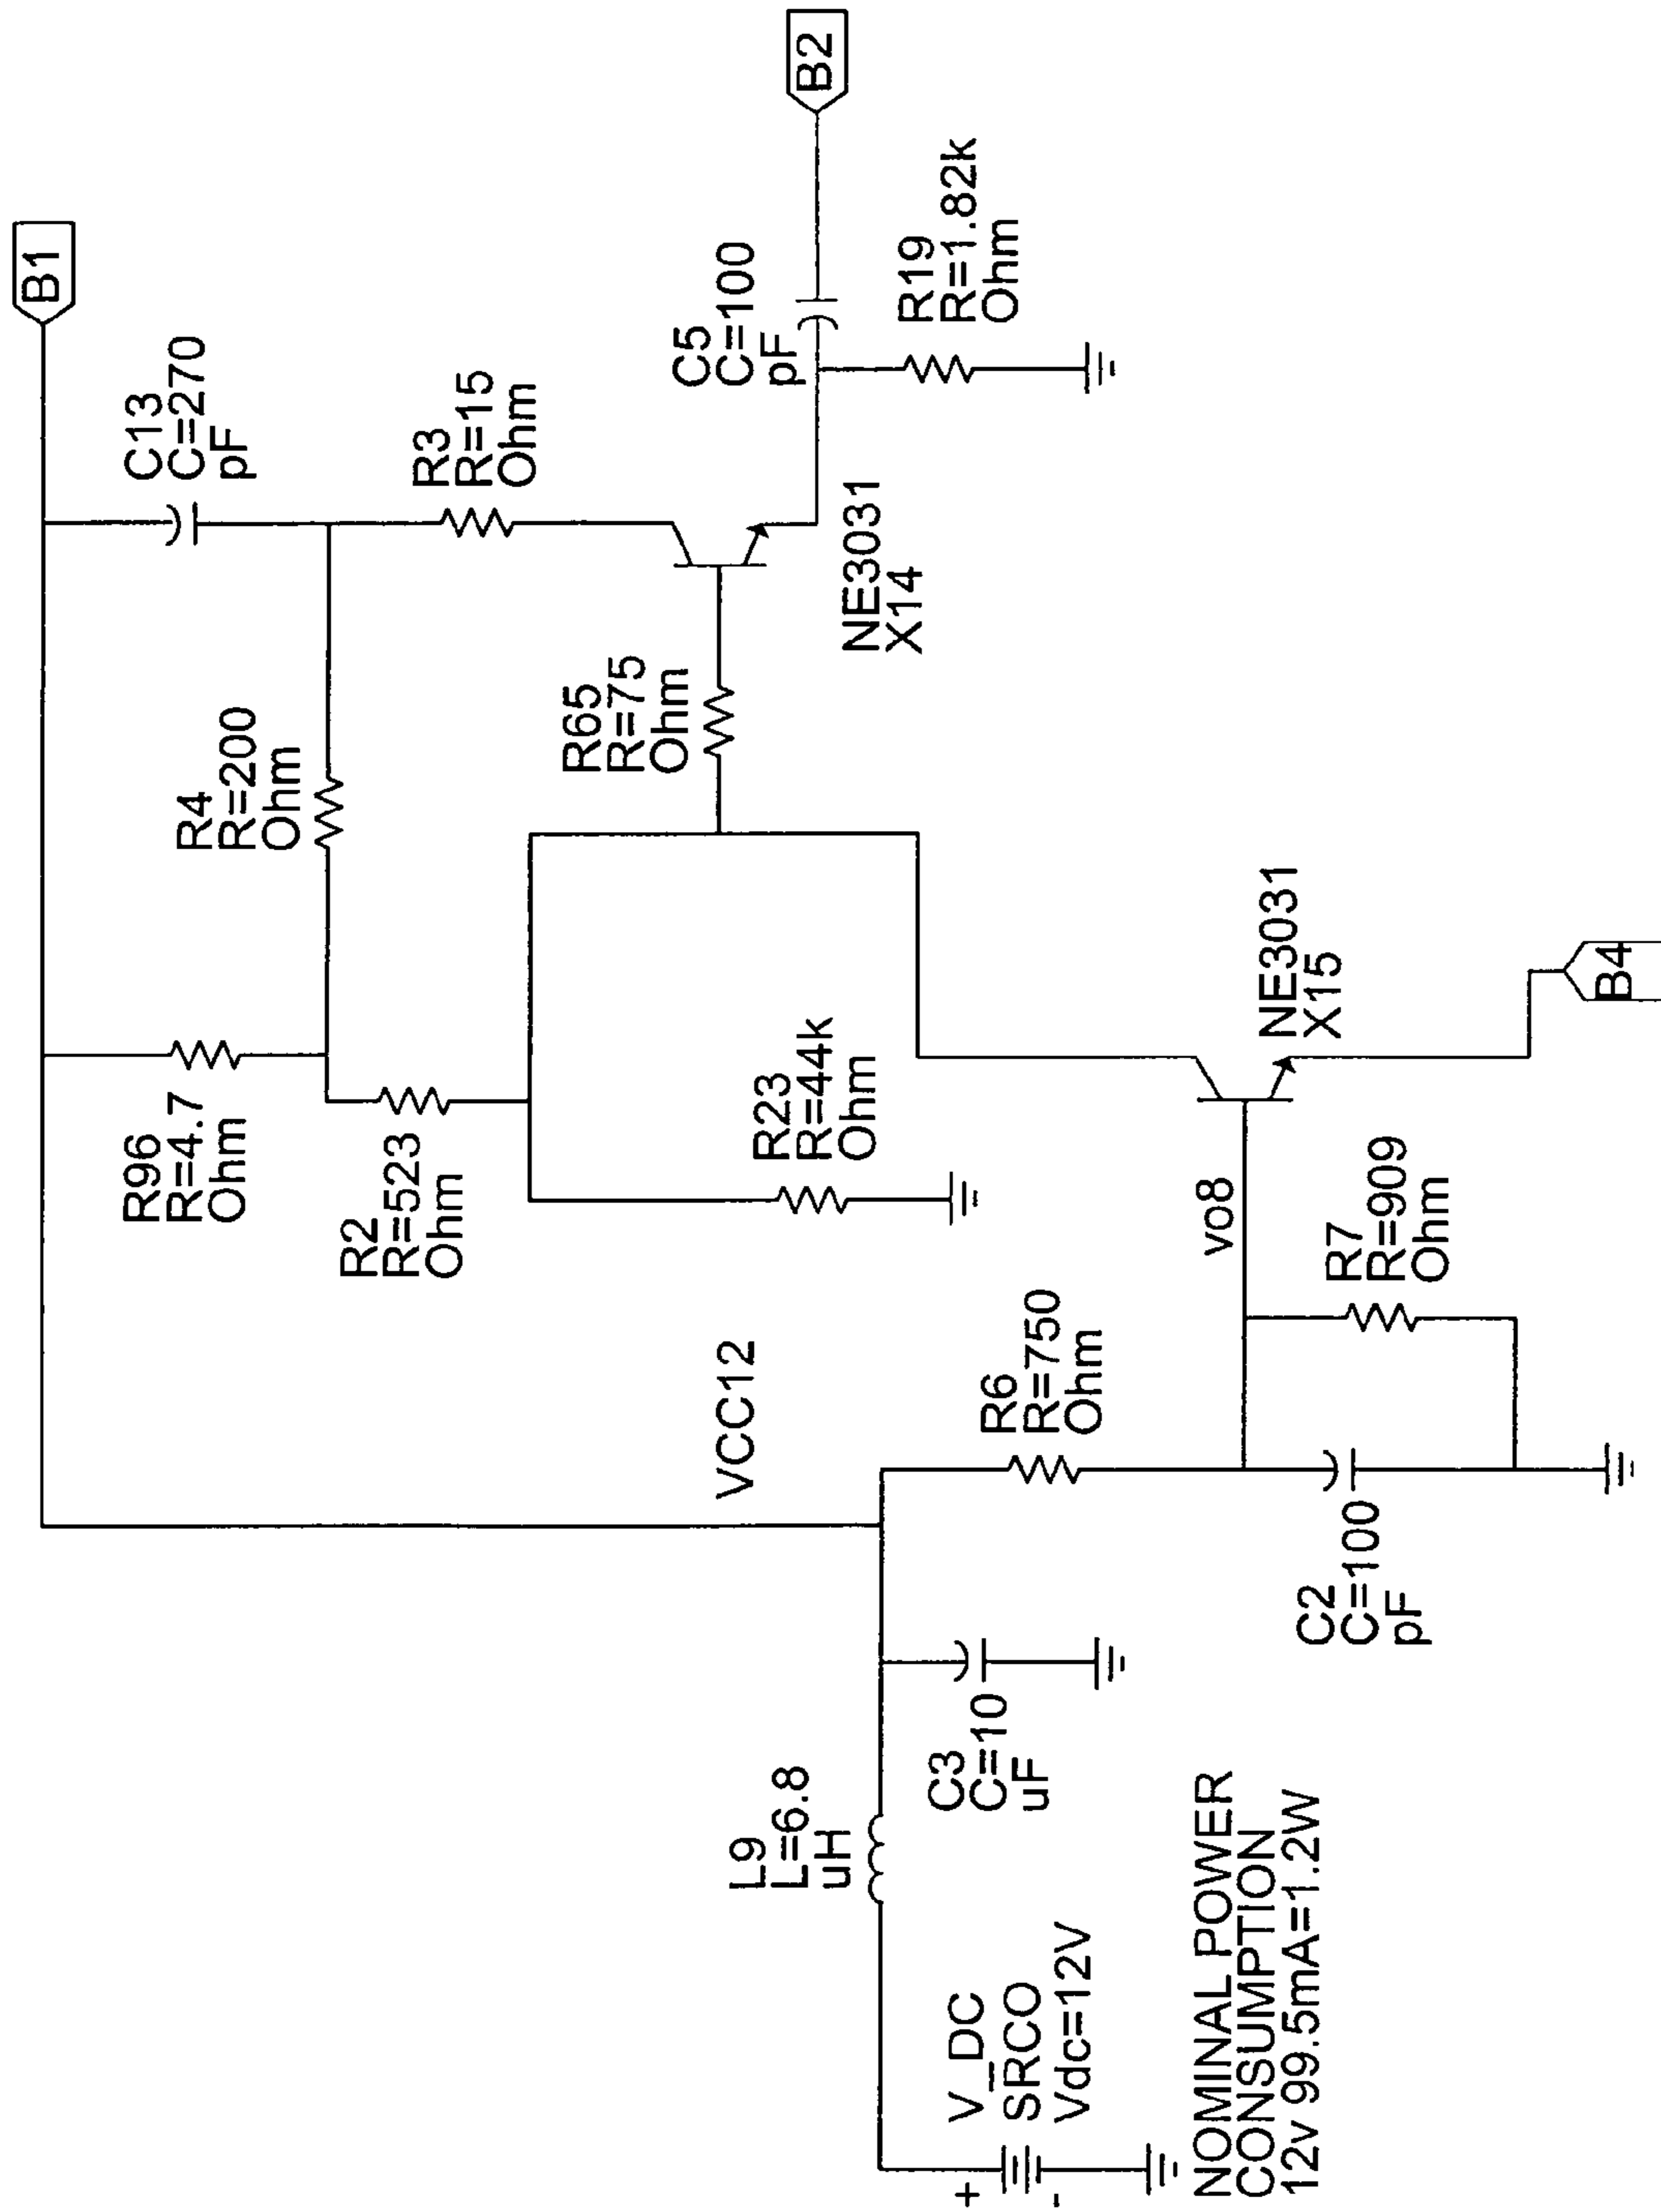 B1
C13
C=270
pF
R96
R=4.7
Ohm
R4
R=200
Ohm
R3
R=15
Ohm
B2
C5
C=100
pF
R19
R=1.82k
Ohm
R2
R=523
Ohm
R65
R=75
Ohm
NE3031
X14
R23
R=44k
Ohm
VCC12
L9
L=6.8
uH
C3
C=10
uF
R6
R=750
Ohm
vo8
NE3031
X15
B4
R7
R=909
Ohm
C2
C=100
pF
+
-
V_DC
SRCO
Vdc=12V
NOMINAL POWER
CONSUMPTION
12v 99.5mA=1.2W